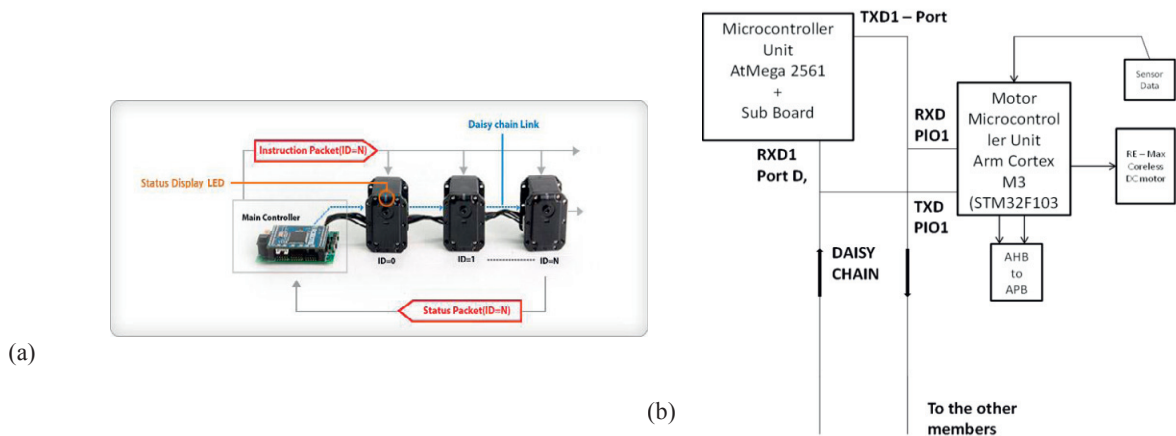 Daisy chain Link
Instruction Packet(ID=N)
Status Display LED
Main Controller
ID=0
ID=1
ID=N
Status Packet(ID=N)
(a)
TXD1 – Port
Microcontroller
Unit
AtMega 2561
+
Sub Board
RXD1
Port D,
RXD
PIO1
TXD
PIO1
Motor
Microcontrol
ler Unit
Arm Cortex
M3
(STM32F103
Sensor
Data
RE – Max
Coreless
DC motor
AHB
to
APB
DAISY
CHAIN
To the other
members
(b)